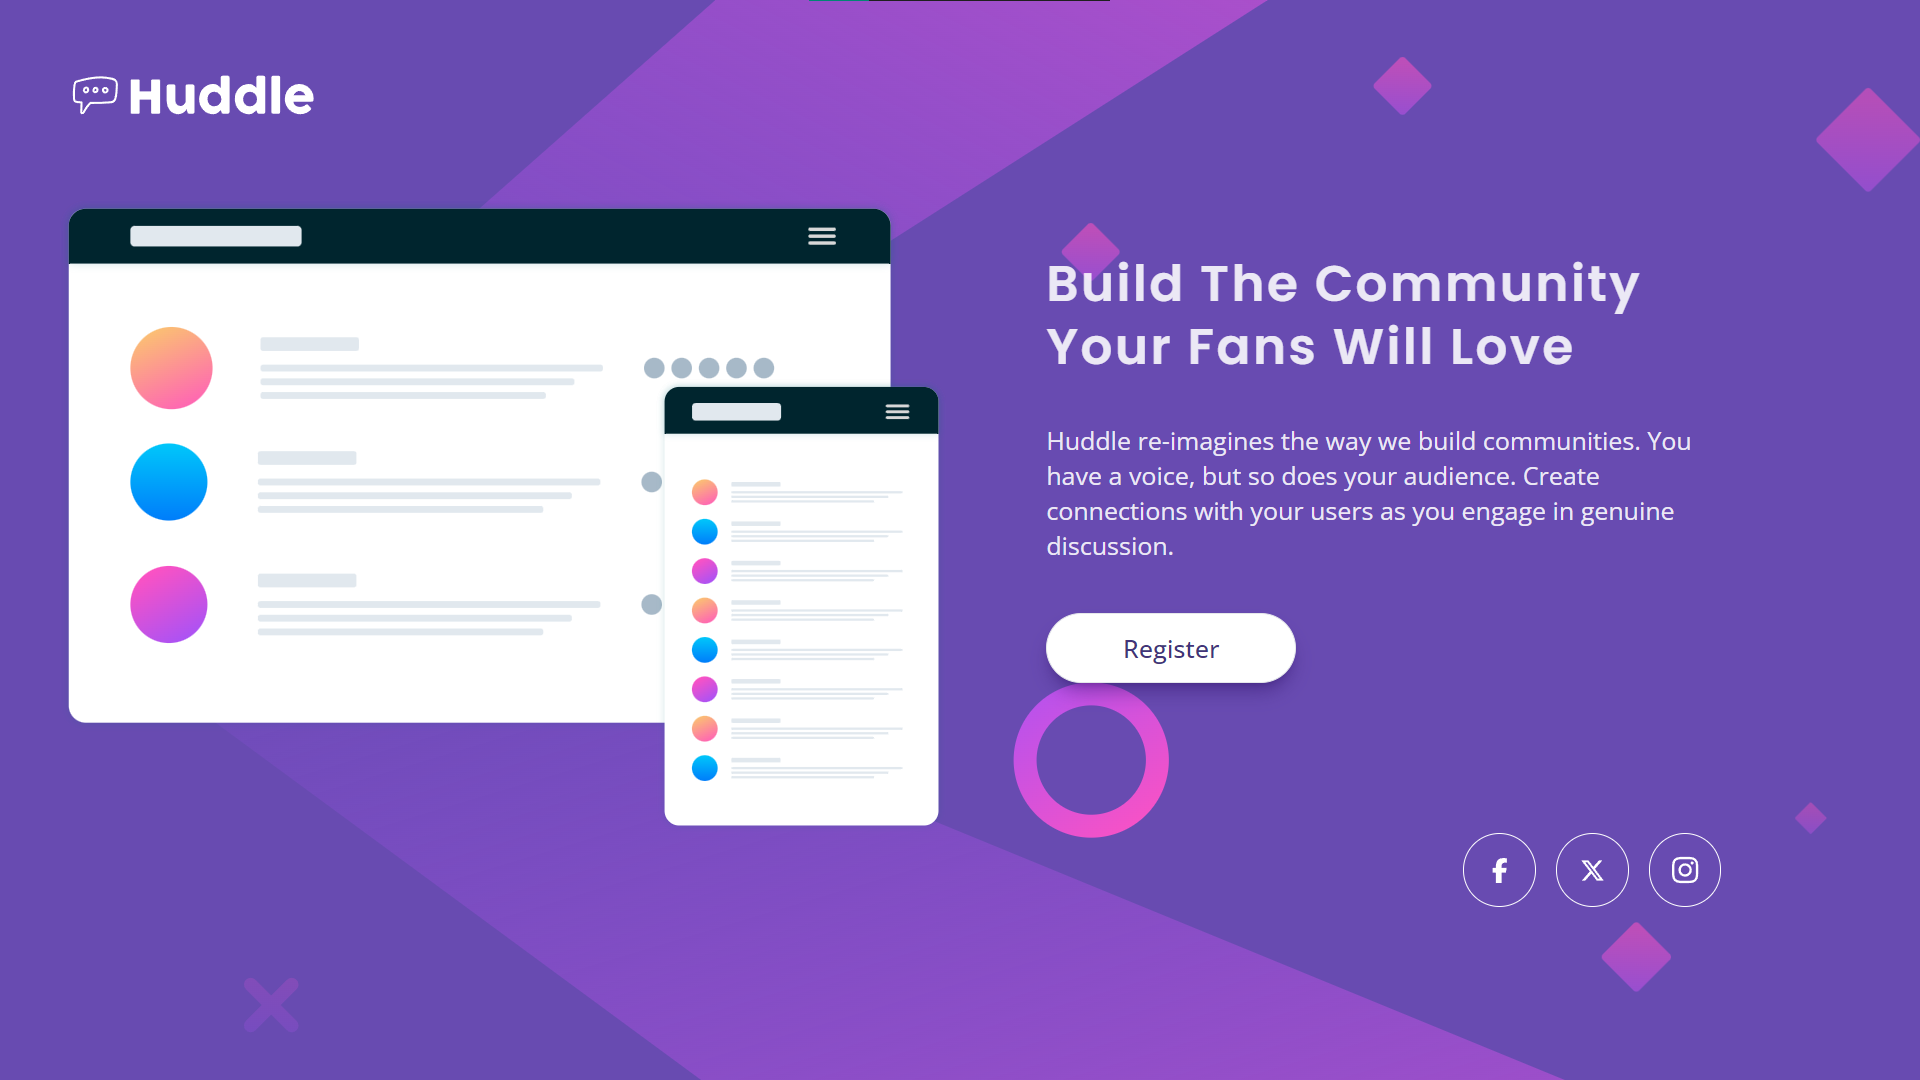 Huddle
Build The Community
Your Fans Will Love
Huddle re-imagines the way we build communities. You
have a voice, but so does your audience. Create
connections with your users as you engage in genuine
discussion.
Register